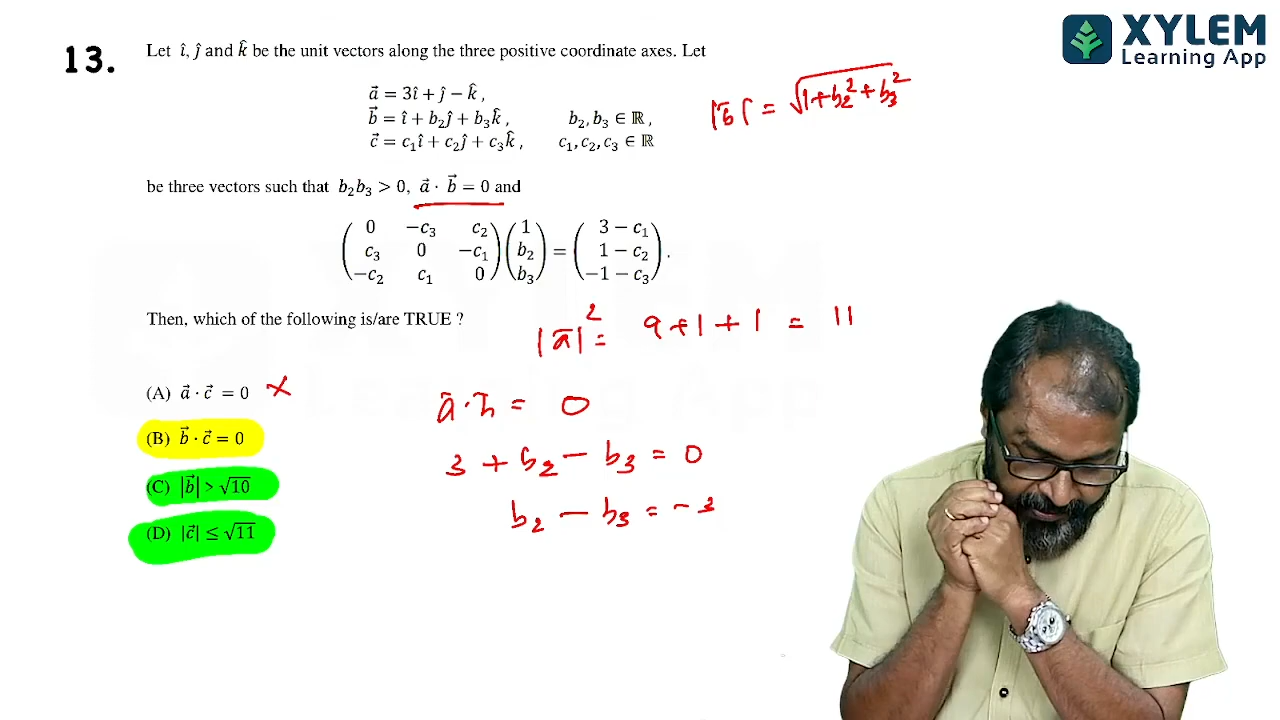 XYLEM
Learning App
13. Let î, ĵ and k̂ be the unit vectors along the three positive coordinate axes. Let
a⃗ = 3î + ĵ − k̂ ,
b⃗ = î + b₂ĵ + b₃k̂ , b₂, b₃ ∈ ℝ ,
c⃗ = c₁î + c₂ĵ + c₃k̂ , c₁, c₂, c₃ ∈ ℝ
|b̄| = √(1 + b₂² + b₃²)
be three vectors such that b₂b₃ > 0, a⃗ · b⃗ = 0 and
( 0 −c₃ c₂ ) ( 1 ) ( 3 − c₁ )
( c₃ 0 −c₁ ) ( b₂ ) = ( 1 − c₂ ) .
( −c₂ c₁ 0 ) ( b₃ ) ( −1 − c₃ )
Then, which of the following is/are TRUE ?
|ā|² = 9 + 1 + 1 = 11
(A) a⃗ · c⃗ = 0 ×
(B) b⃗ · c⃗ = 0
(C) |b⃗| > √10
(D) |c⃗| ≤ √11
ā · b̄ = 0
3 + b₂ − b₃ = 0
b₂ − b₃ = −3